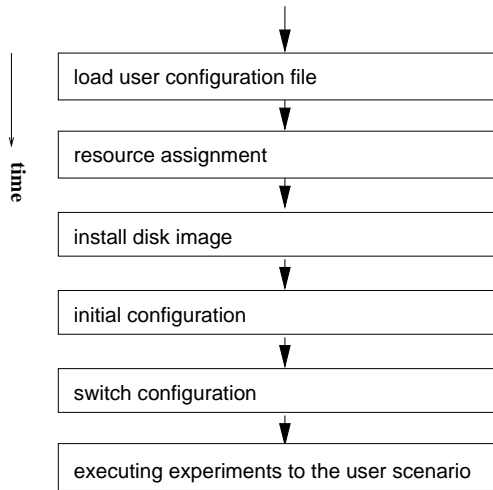 load user configuration file
time
resource assignment
install disk image
initial configuration
switch configuration
executing experiments to the user scenario